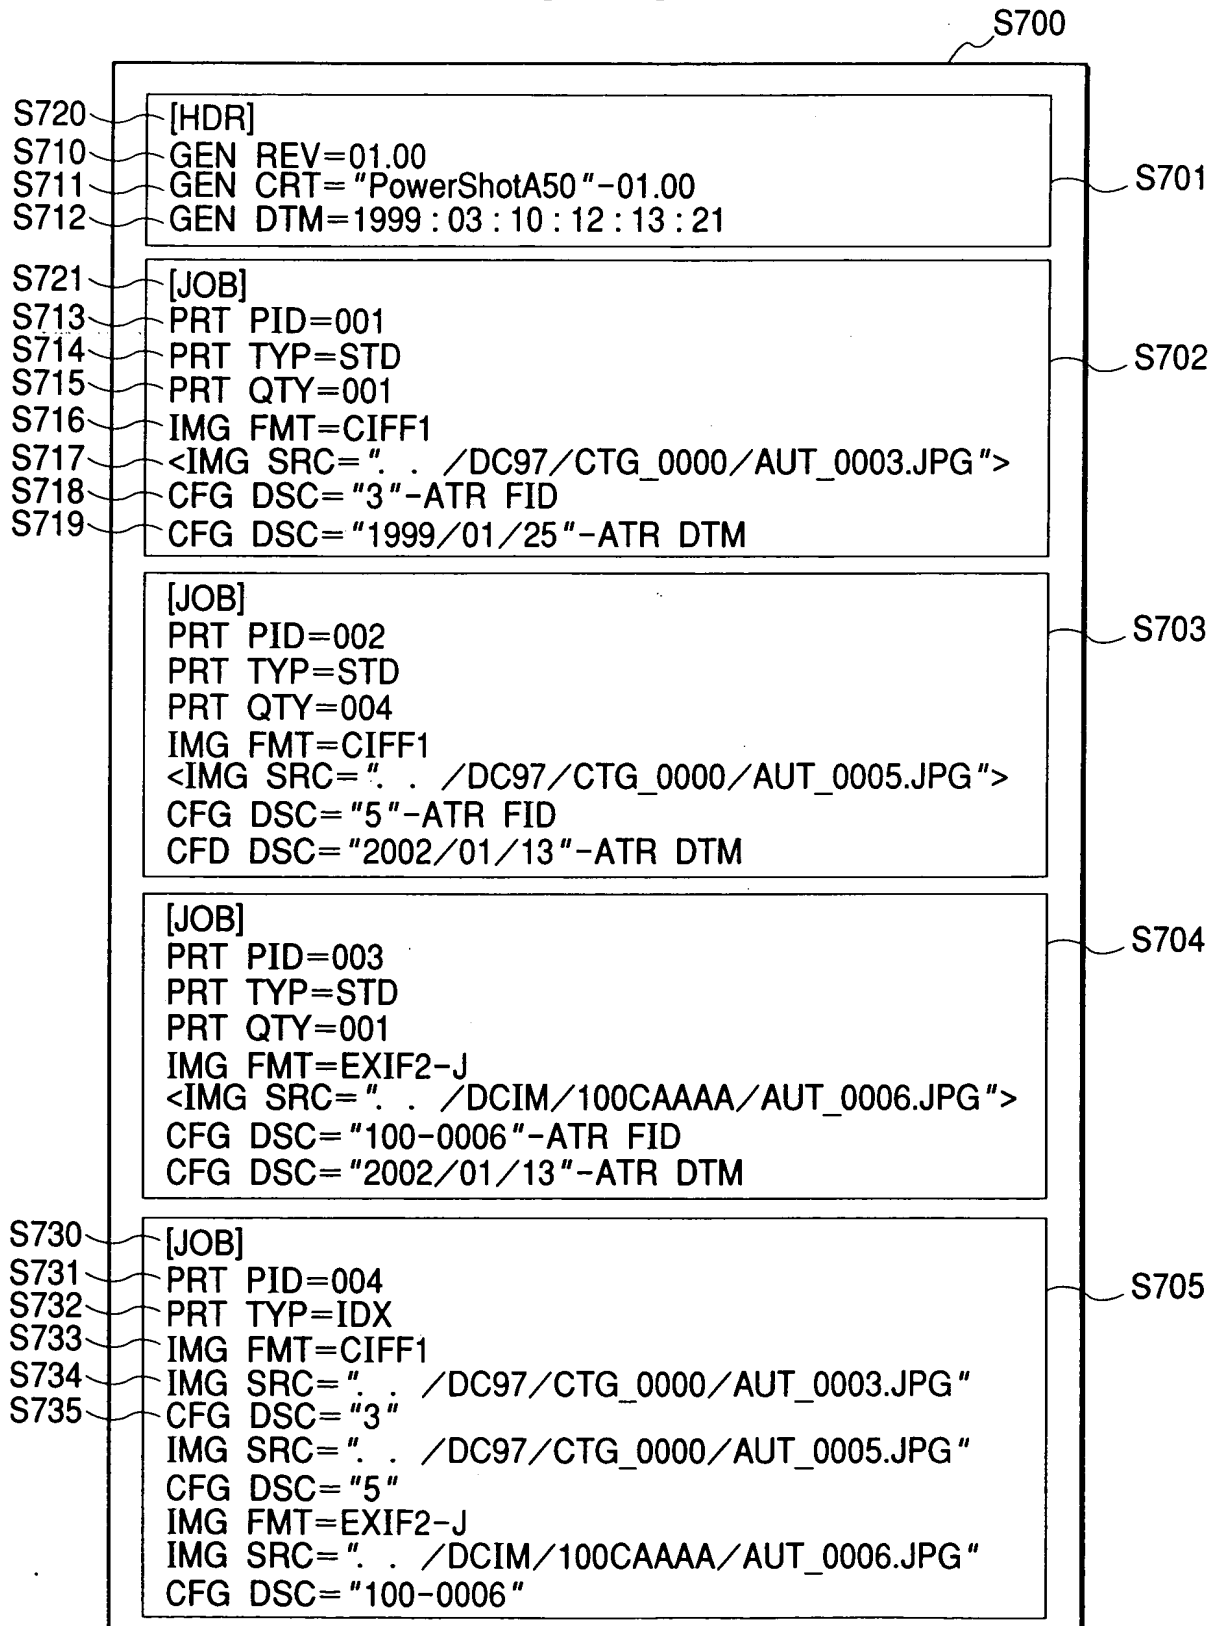 S700
S720 [HDR]
S710 GEN REV=01.00
S711 GEN CRT="PowerShotA50"-01.00 S701
S712 GEN DTM=1999:03:10:12:13:21
S721 [JOB]
S713 PRT PID=001
S714 PRT TYP=STD S702
S715 PRT QTY=001
S716 IMG FMT=CIFF1
S717 <IMG SRC=". . /DC97/CTG_0000/AUT_0003.JPG">
S718 CFG DSC="3"-ATR FID
S719 CFG DSC="1999/01/25"-ATR DTM
[JOB]
PRT PID=002 S703
PRT TYP=STD
PRT QTY=004
IMG FMT=CIFF1
<IMG SRC=". . /DC97/CTG_0000/AUT_0005.JPG">
CFG DSC="5"-ATR FID
CFD DSC="2002/01/13"-ATR DTM
[JOB] S704
PRT PID=003
PRT TYP=STD
PRT QTY=001
IMG FMT=EXIF2-J
<IMG SRC=". . /DCIM/100CAAAA/AUT_0006.JPG">
CFG DSC="100-0006"-ATR FID
CFG DSC="2002/01/13"-ATR DTM
S730 [JOB]
S731 PRT PID=004 S705
S732 PRT TYP=IDX
S733 IMG FMT=CIFF1
S734 IMG SRC=". . /DC97/CTG_0000/AUT_0003.JPG"
S735 CFG DSC="3"
IMG SRC=". . /DC97/CTG_0000/AUT_0005.JPG"
CFG DSC="5"
IMG FMT=EXIF2-J
IMG SRC=". . /DCIM/100CAAAA/AUT_0006.JPG"
CFG DSC="100-0006"